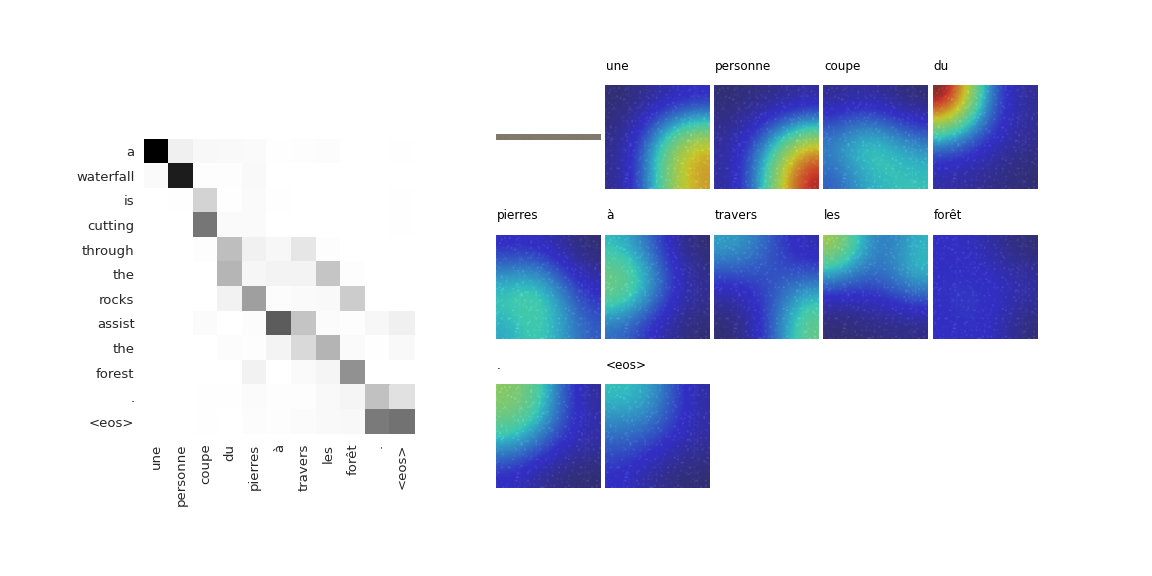 a
waterfall
is
cutting
through
the
rocks
assist
the
forest
.
<eos>
une
personne
coupe
du
pierres
à
travers
les
forêt
.
<eos>
une personne coupe du
pierres à travers les forêt
. <eos>